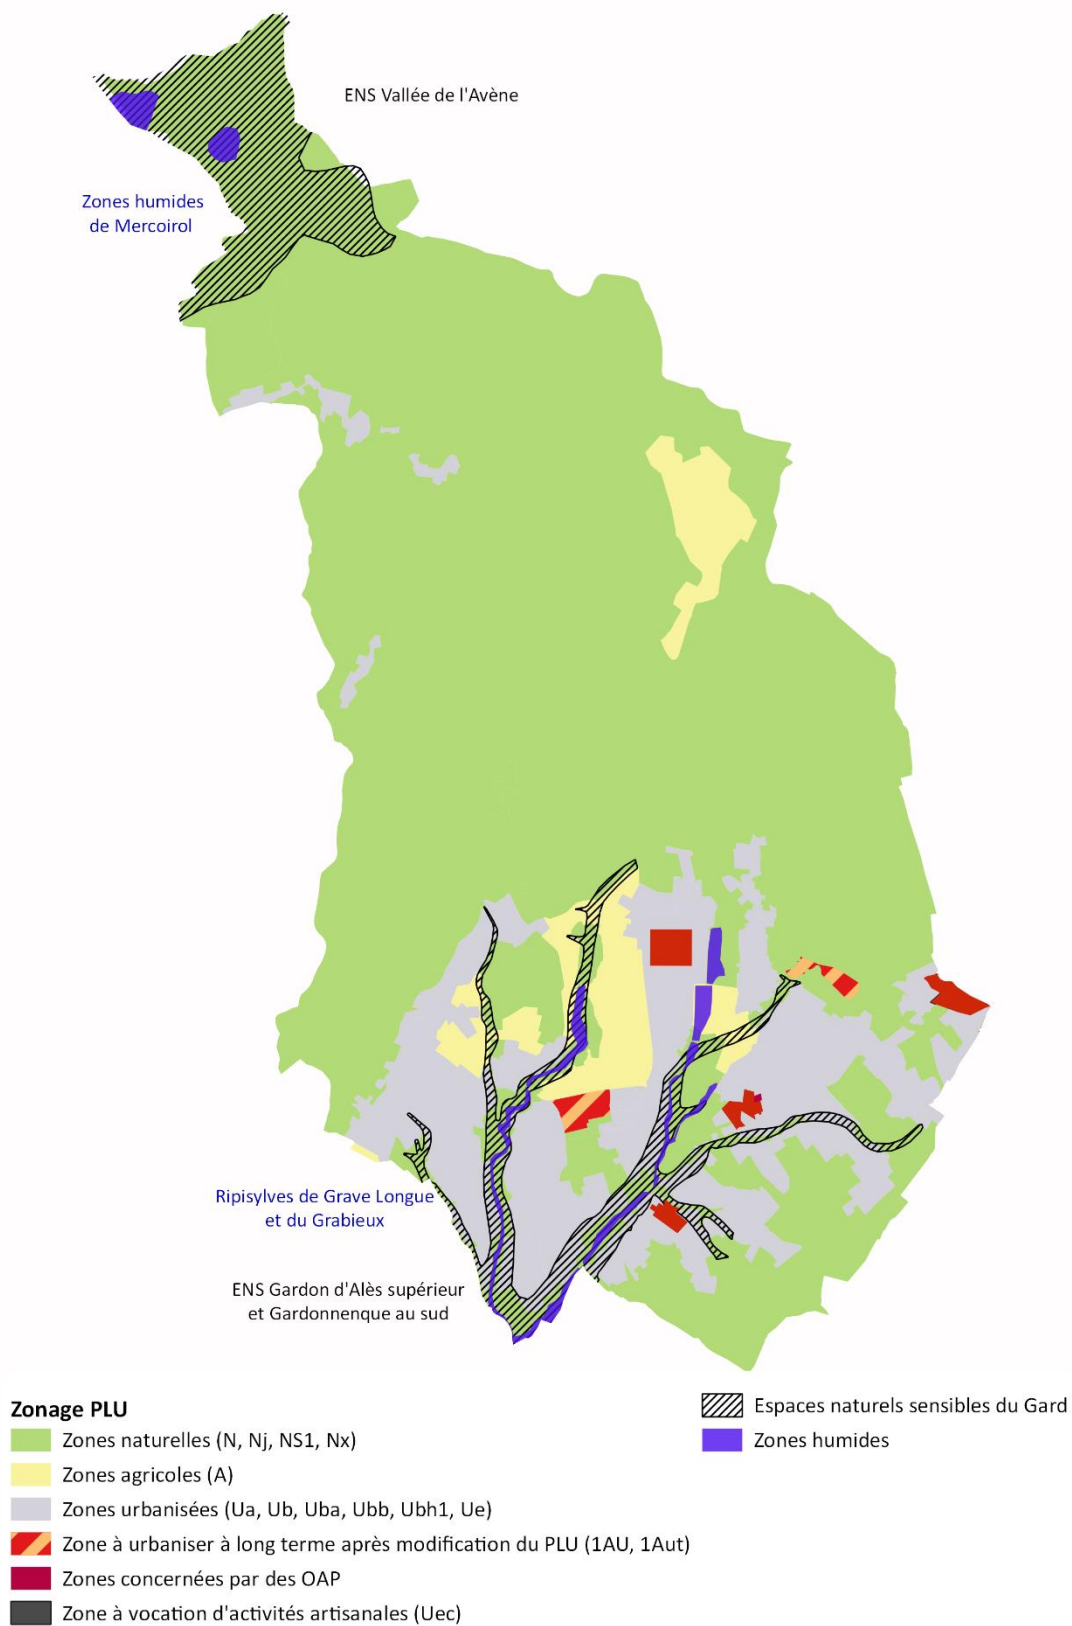 ENS Vallée de l'Avène
Zones humides
de Mercoirol
Ripisylves de Grave Longue
et du Grabieux
ENS Gardon d'Alès supérieur
et Gardonnenque au sud
Zonage PLU
Zones naturelles (N, Nj, NS1, Nx)
Zones agricoles (A)
Zones urbanisées (Ua, Ub, Uba, Ubb, Ubh1, Ue)
Zone à urbaniser à long terme après modification du PLU (1AU, 1Aut)
Zones concernées par des OAP
Zone à vocation d'activités artisanales (Uec)
Espaces naturels sensibles du Gard
Zones humides